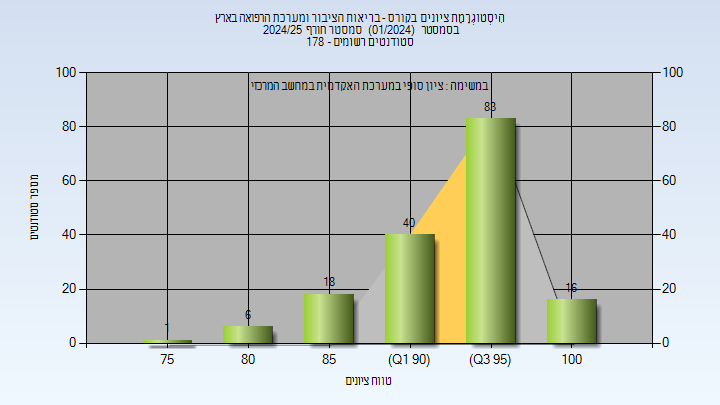 הִיסְטוֹגְרָמַת ציונים בקורס - בריאות הציבור ומערכת הרפואה בארץ
בסמסטר (01/2024) סמסטר חורף 2024/25
סטודנטים רשומים - 178
במשימה : ציון סופי במערכת האקדמית במחשב המרכזי
100 100
83
80 80
60 60
40
40 40
18
20 20
16
6
1
0 0
75 80 85 (Q1 90) (Q3 95) 100
טווח ציונים
מספר סטודנטים